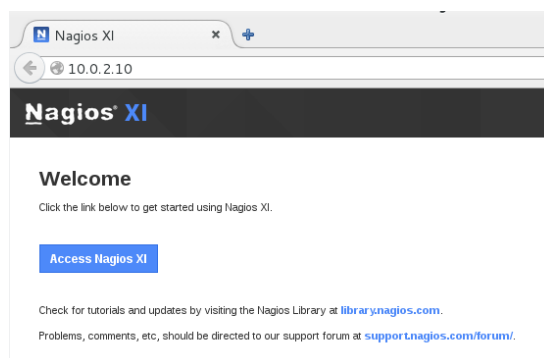 Nagios XI
10.0.2.10
Nagios® XI
Welcome
Click the link below to get started using Nagios XI.
Access Nagios XI
Check for tutorials and updates by visiting the Nagios Library at library.nagios.com.
Problems, comments, etc, should be directed to our support forum at support.nagios.com/forum/.